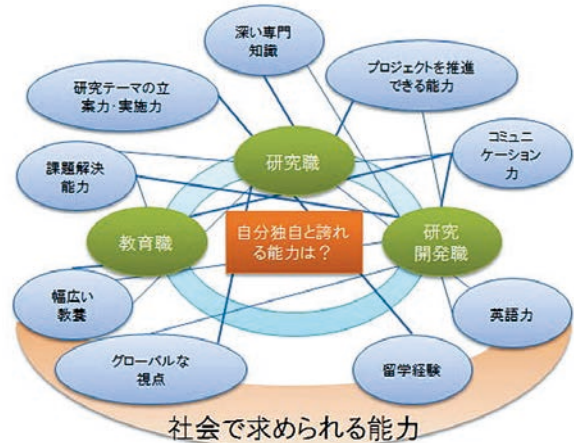 深い専門
知識
プロジェクトを推進
できる能力
研究テーマの立
案力・実施力
研究職
コミュニ
ケーション
力
課題解決
能力
教育職
自分独自と誇れ
る能力は？
研究
開発職
幅広い
教養
英語力
グローバルな
視点
留学経験
社会で求められる能力